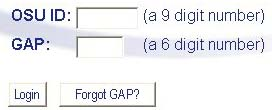 OSU ID: (a 9 digit number)
GAP: (a 6 digit number)
Login Forgot GAP?